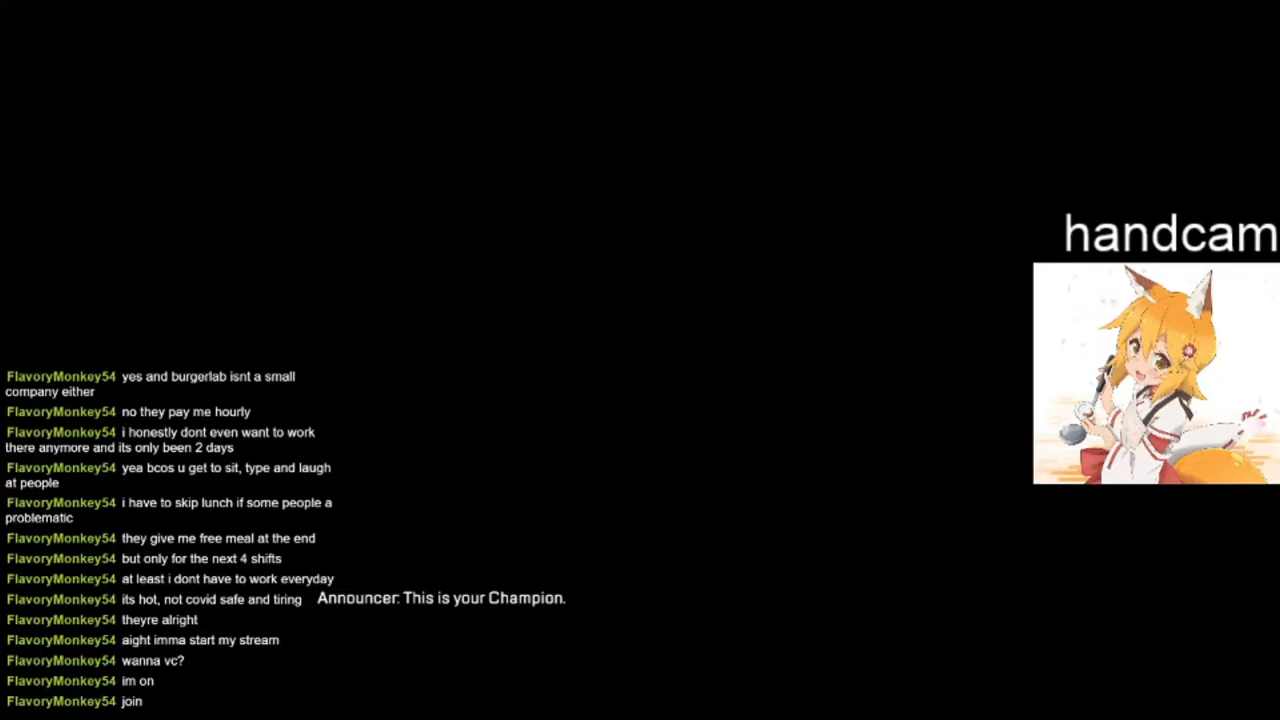 handcam
FlavoryMonkey54 yes and burgerlab isnt a small
company either
FlavoryMonkey54 no they pay me hourly
FlavoryMonkey54 i honestly dont even want to work
there anymore and its only been 2 days
FlavoryMonkey54 yea bcos u get to sit, type and laugh
at people
FlavoryMonkey54 i have to skip lunch if some people a
problematic
FlavoryMonkey54 they give me free meal at the end
FlavoryMonkey54 but only for the next 4 shifts
FlavoryMonkey54 at least i dont have to work everyday
FlavoryMonkey54 its hot, not covid safe and tiring
Announcer: This is your Champion.
FlavoryMonkey54 theyre alright
FlavoryMonkey54 aight imma start my stream
FlavoryMonkey54 wanna vc?
FlavoryMonkey54 im on
FlavoryMonkey54 join